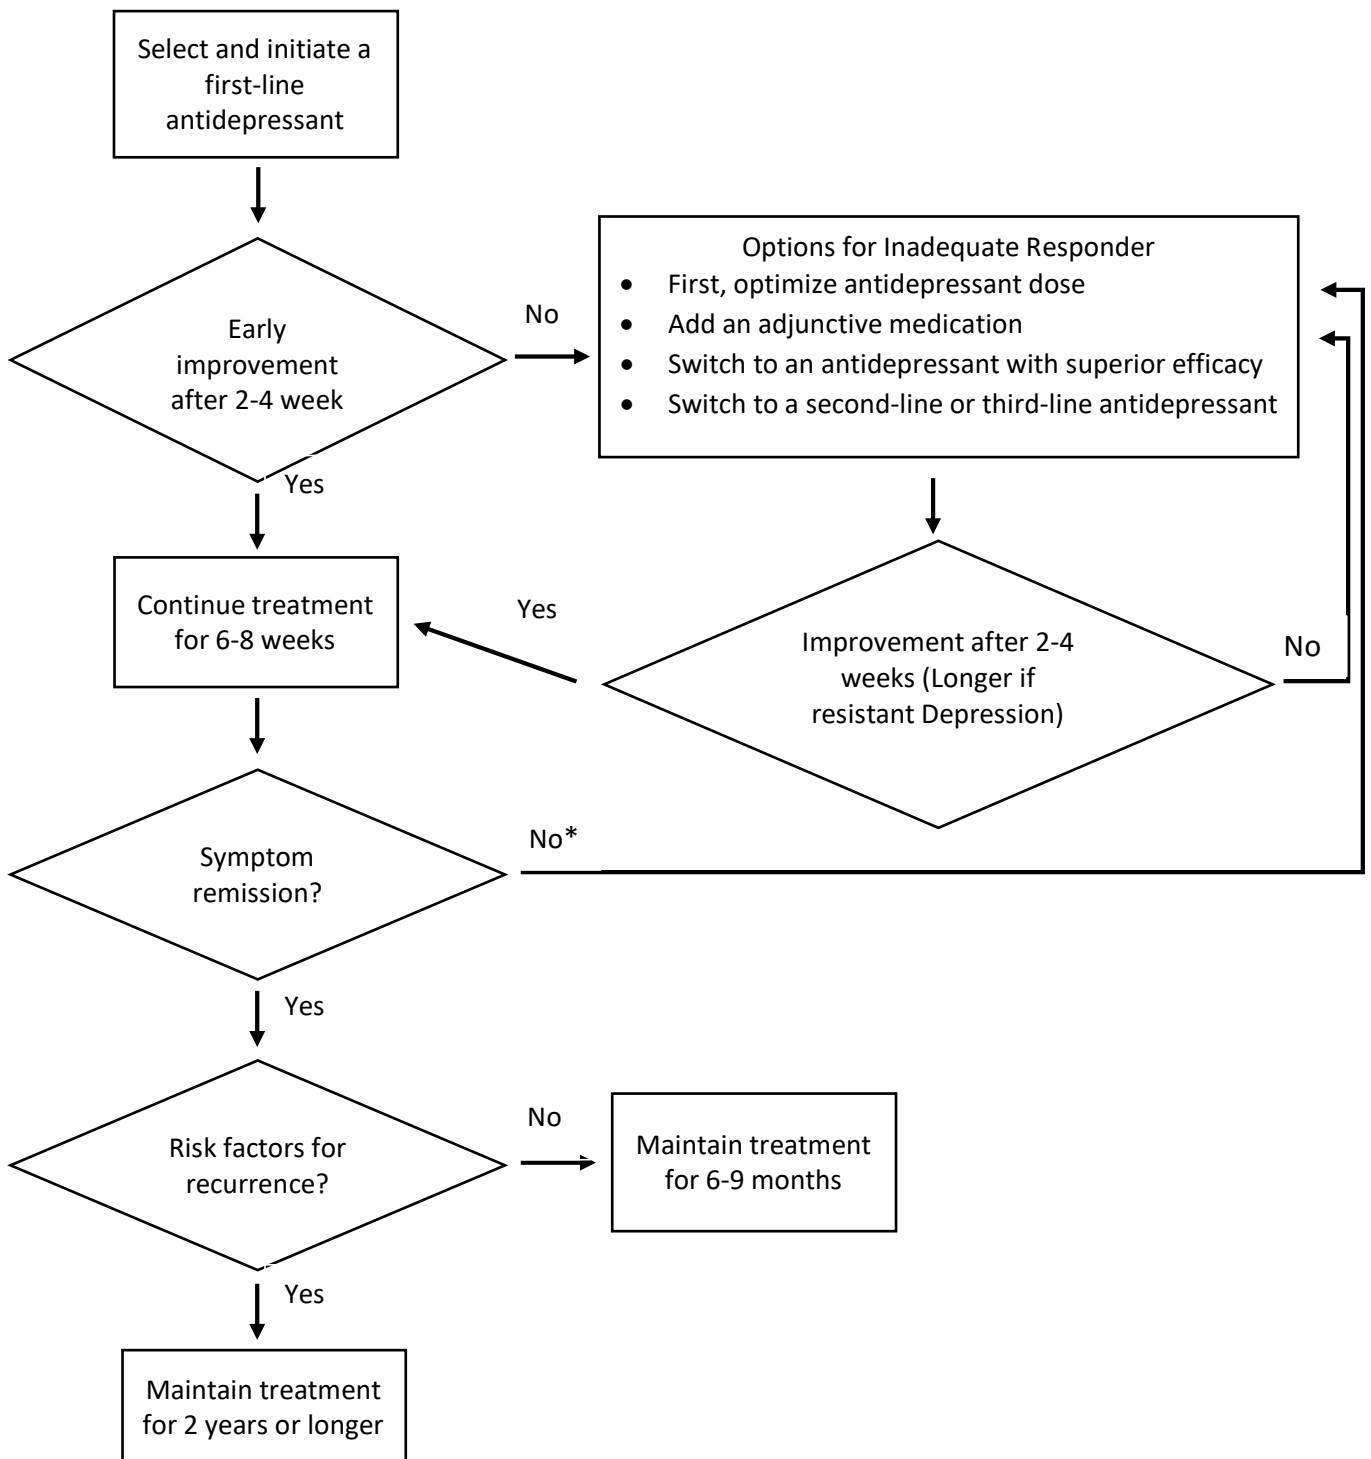 Select and initiate a
first-line
antidepressant
Early
improvement
after 2-4 week
No
Options for Inadequate Responder
• First, optimize antidepressant dose
• Add an adjunctive medication
• Switch to an antidepressant with superior efficacy
• Switch to a second-line or third-line antidepressant
Yes
Continue treatment
for 6-8 weeks
Yes
Improvement after 2-4
weeks (Longer if
resistant Depression)
No
Symptom
remission?
No*
Yes
Risk factors for
recurrence?
No
Maintain treatment
for 6-9 months
Yes
Maintain treatment
for 2 years or longer